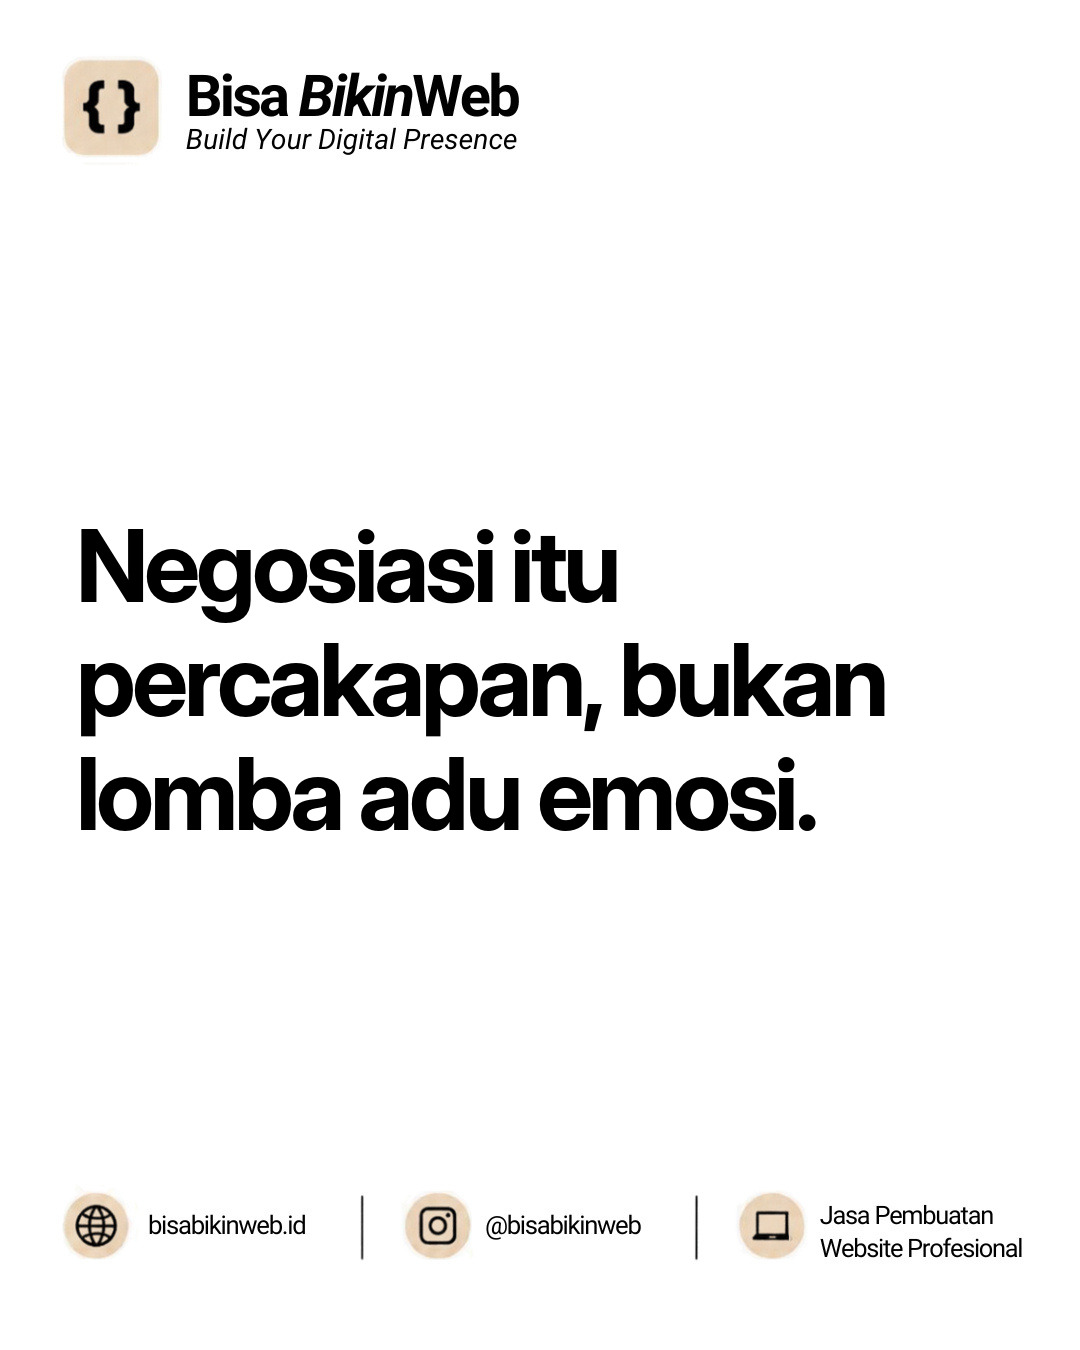 { }
Bisa BikinWeb
Build Your Digital Presence
Negosiasi itu
percakapan, bukan
lomba adu emosi.
bisabikinweb.id
@bisabikinweb
Jasa Pembuatan
Website Profesional